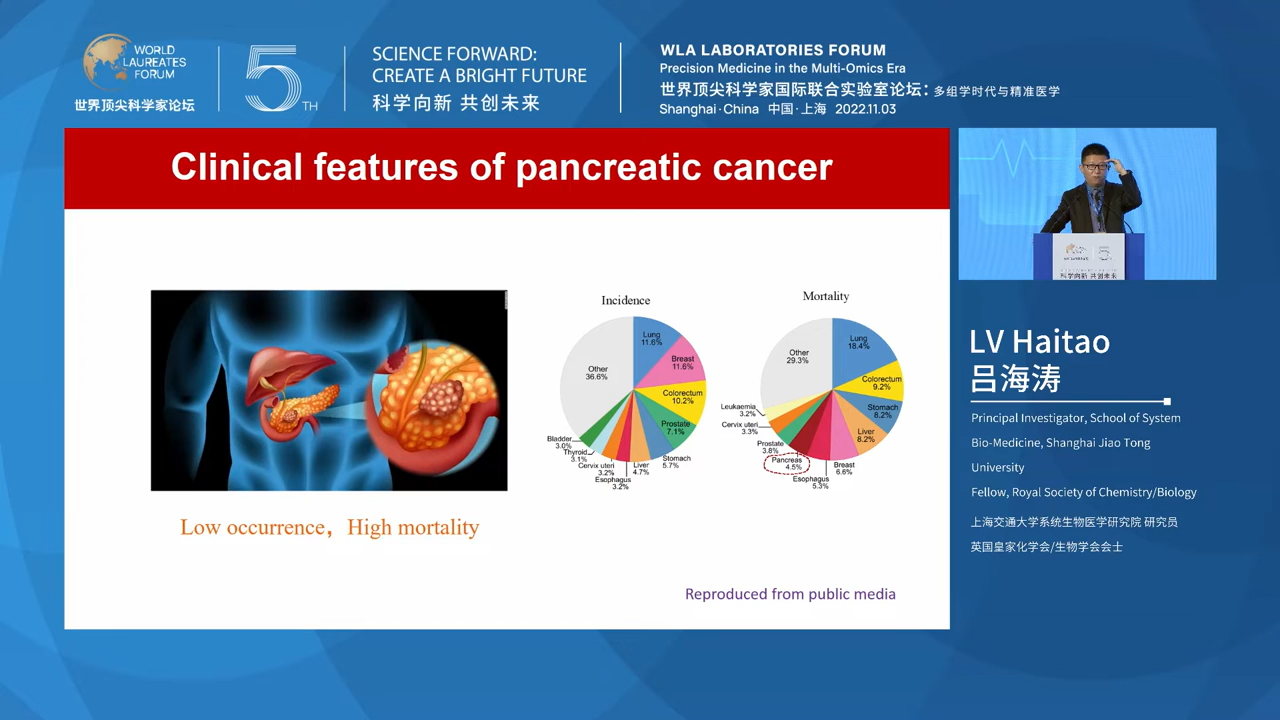 WORLD
LAUREATES
FORUM
世界顶尖科学家论坛
5TH
SCIENCE FORWARD:
CREATE A BRIGHT FUTURE
科学向新 共创未来
WLA LABORATORIES FORUM
Precision Medicine in the Multi-Omics Era
世界顶尖科学家国际联合实验室论坛：多组学时代与精准医学
Shanghai·China 中国·上海 2022.11.03
Clinical features of pancreatic cancer
Incidence
Lung
11.6%
Breast
11.6%
Colorectum
10.2%
Prostate
7.1%
Stomach
5.7%
Liver
4.7%
Esophagus
3.2%
Cervix uteri
3.2%
Thyroid
3.1%
Bladder
3.0%
Other
36.6%
Mortality
Lung
18.4%
Colorectum
9.2%
Stomach
8.2%
Liver
8.2%
Breast
6.6%
Esophagus
5.3%
Pancreas
4.5%
Prostate
3.8%
Cervix uteri
3.3%
Leukaemia
3.2%
Other
29.3%
Low occurrence，High mortality
Reproduced from public media
科学向新 共创未来
LV Haitao
吕海涛
Principal Investigator, School of System
Bio-Medicine, Shanghai Jiao Tong
University
Fellow, Royal Society of Chemistry/Biology
上海交通大学系统生物医学研究院 研究员
英国皇家化学会/生物学会会士